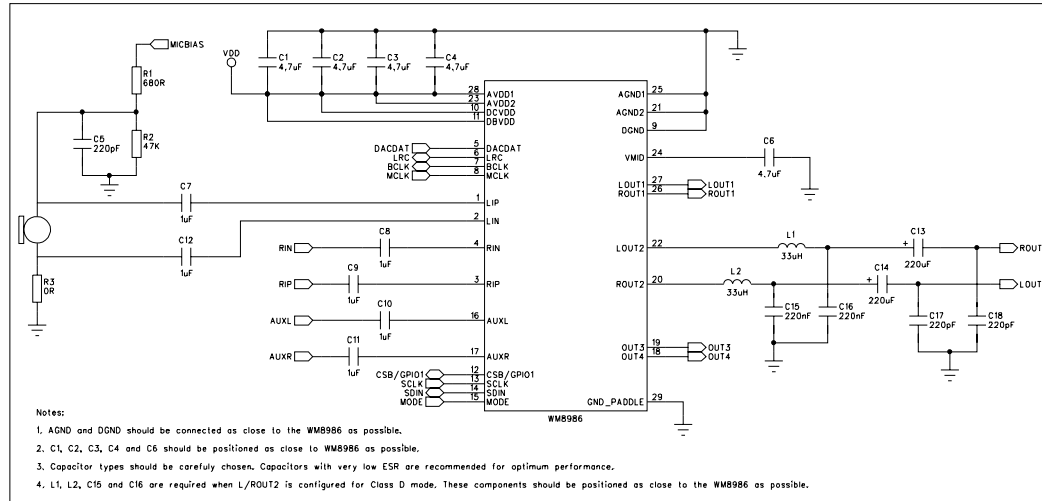 MICBIAS
R1
680R
C5
220pF
R2
47K
VDD
C1
4.7uF
C2
4.7uF
C3
4.7uF
C4
4.7uF
C7
1uF
C12
1uF
R3
0R
RIN
C8
1uF
RIP
C9
1uF
AUXL
C10
1uF
AUXR
C11
1uF
DACDAT
LRC
BCLK
MCLK
CSB/GPIO1
SCLK
SDIN
MODE
28 AVDD1
23 AVDD2
10 DCVDD
11 DBVDD
5 DACDAT
6 LRC
7 BCLK
8 MCLK
1 LIP
2 LIN
4 RIN
3 RIP
16 AUXL
17 AUXR
12 CSB/GPIO1
13 SCLK
14 SDIN
15 MODE
AGND1 25
AGND2 21
DGND 9
VMID 24
LOUT1 27
ROUT1 26
LOUT2 22
ROUT2 20
OUT3 19
OUT4 18
GND_PADDLE 29
WM8986
C6
4.7uF
LOUT1
ROUT1
L1
33uH
L2
33uH
+ C13
220uF
+ C14
220uF
C15
220nF
C16
220nF
C17
220pF
C18
220pF
ROUT
LOUT
OUT3
OUT4
Notes:
1. AGND and DGND should be connected as close to the WM8986 as possible.
2. C1, C2, C3, C4 and C6 should be positioned as close to WM8986 as possible.
3. Capacitor types should be carefuly chosen. Capacitors with very low ESR are recommended for optimum performance.
4. L1, L2, C15 and C16 are required when L/ROUT2 is configured for Class D mode. These components should be positioned as close to the WM8986 as possible.